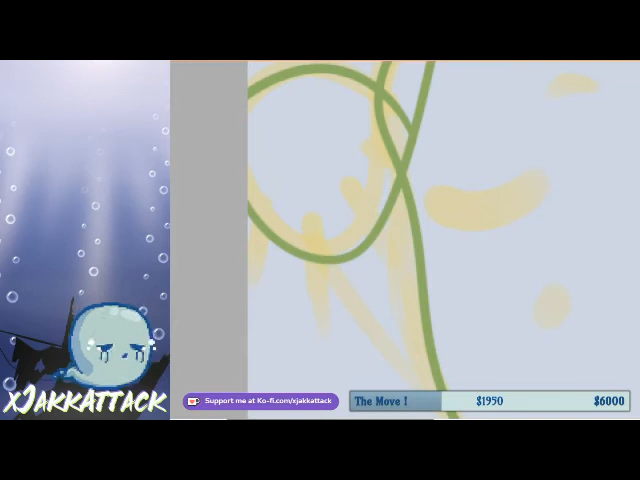 xJakkAttack
Support me at Ko-fi.com/xjakkattack
The Move ! $1950 $6000